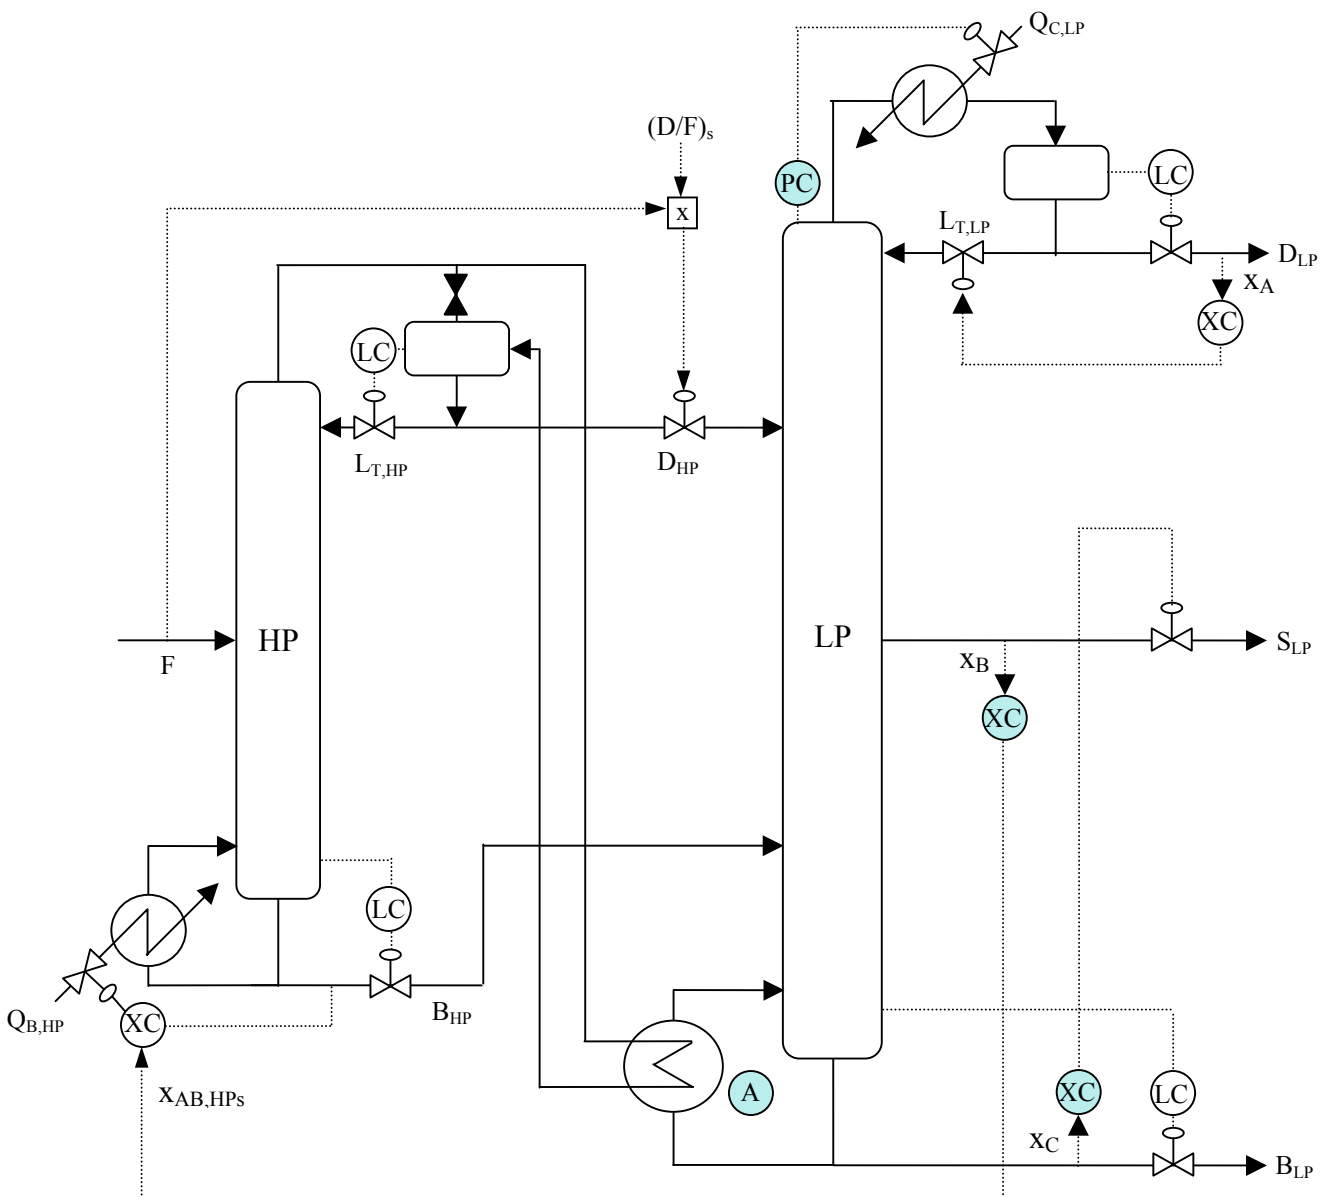 Q_C,LP
(D/F)_s
PC
LC
x
L_T,LP
D_LP
x_A
XC
LC
L_T,HP
D_HP
HP
LP
F
S_LP
x_B
XC
LC
B_HP
Q_B,HP
XC
x_AB,HPs
A
XC
LC
x_C
B_LP